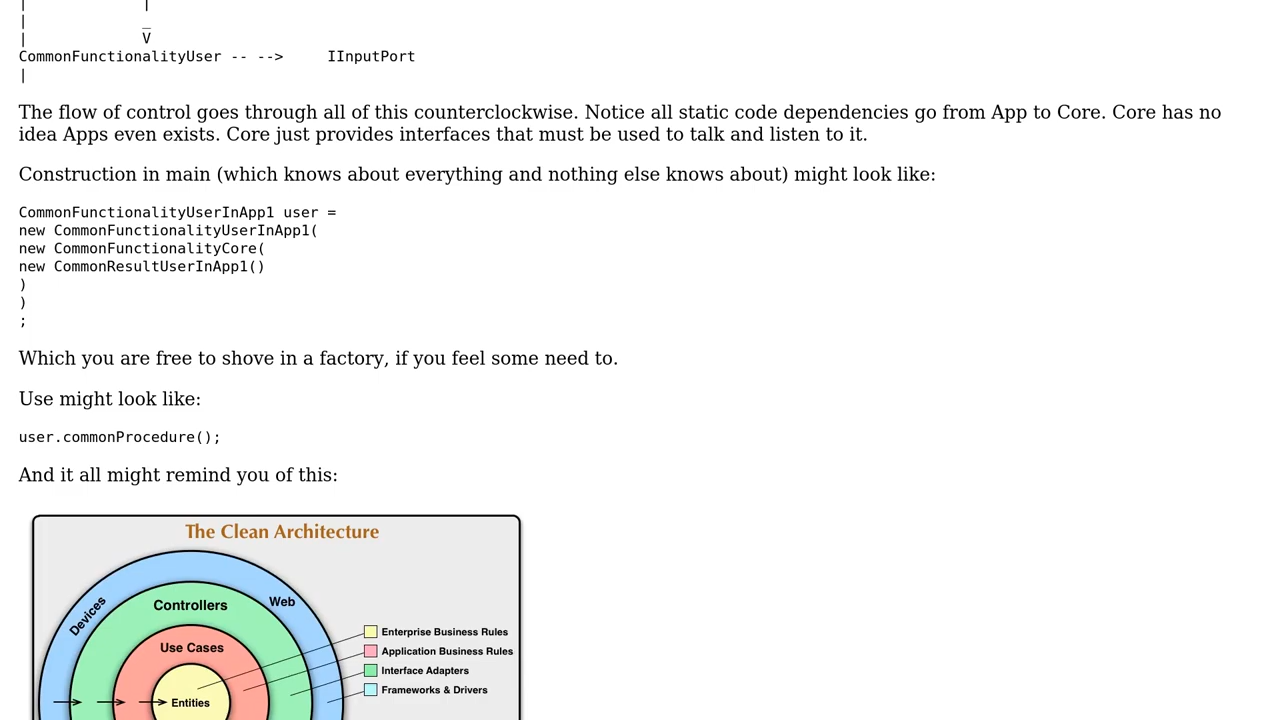 |             |
|             _
|             V
CommonFunctionalityUser -- -->     IInputPort
|
The flow of control goes through all of this counterclockwise. Notice all static code dependencies go from App to Core. Core has no
idea Apps even exists. Core just provides interfaces that must be used to talk and listen to it.
Construction in main (which knows about everything and nothing else knows about) might look like:
CommonFunctionalityUserInApp1 user =
new CommonFunctionalityUserInApp1(
new CommonFunctionalityCore(
new CommonResultUserInApp1()
)
)
;
Which you are free to shove in a factory, if you feel some need to.
Use might look like:
user.commonProcedure();
And it all might remind you of this:
The Clean Architecture
Devices
Web
Controllers
Use Cases
Entities
Enterprise Business Rules
Application Business Rules
Interface Adapters
Frameworks & Drivers